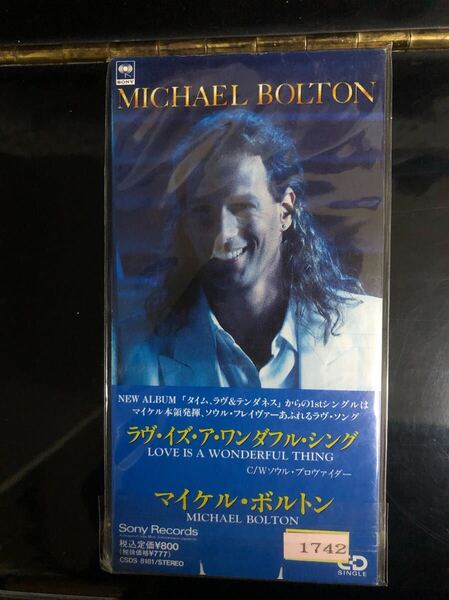 SONY
MICHAEL BOLTON
NEW ALBUM「タイム、ラヴ&テンダネス」からの1stシングルは
マイケル本領発揮、ソウル・フレイヴァーあふれるラヴ・ソング
ラヴ・イズ・ア・ワンダフル・シング
LOVE IS A WONDERFUL THING
C/Wソウル・プロヴァイダー
マイケル・ボルトン
MICHAEL BOLTON
Sony Records
税込定価¥800
(税抜価格¥777)
CSDS 8181/STEREO
1742
CD
SINGLE